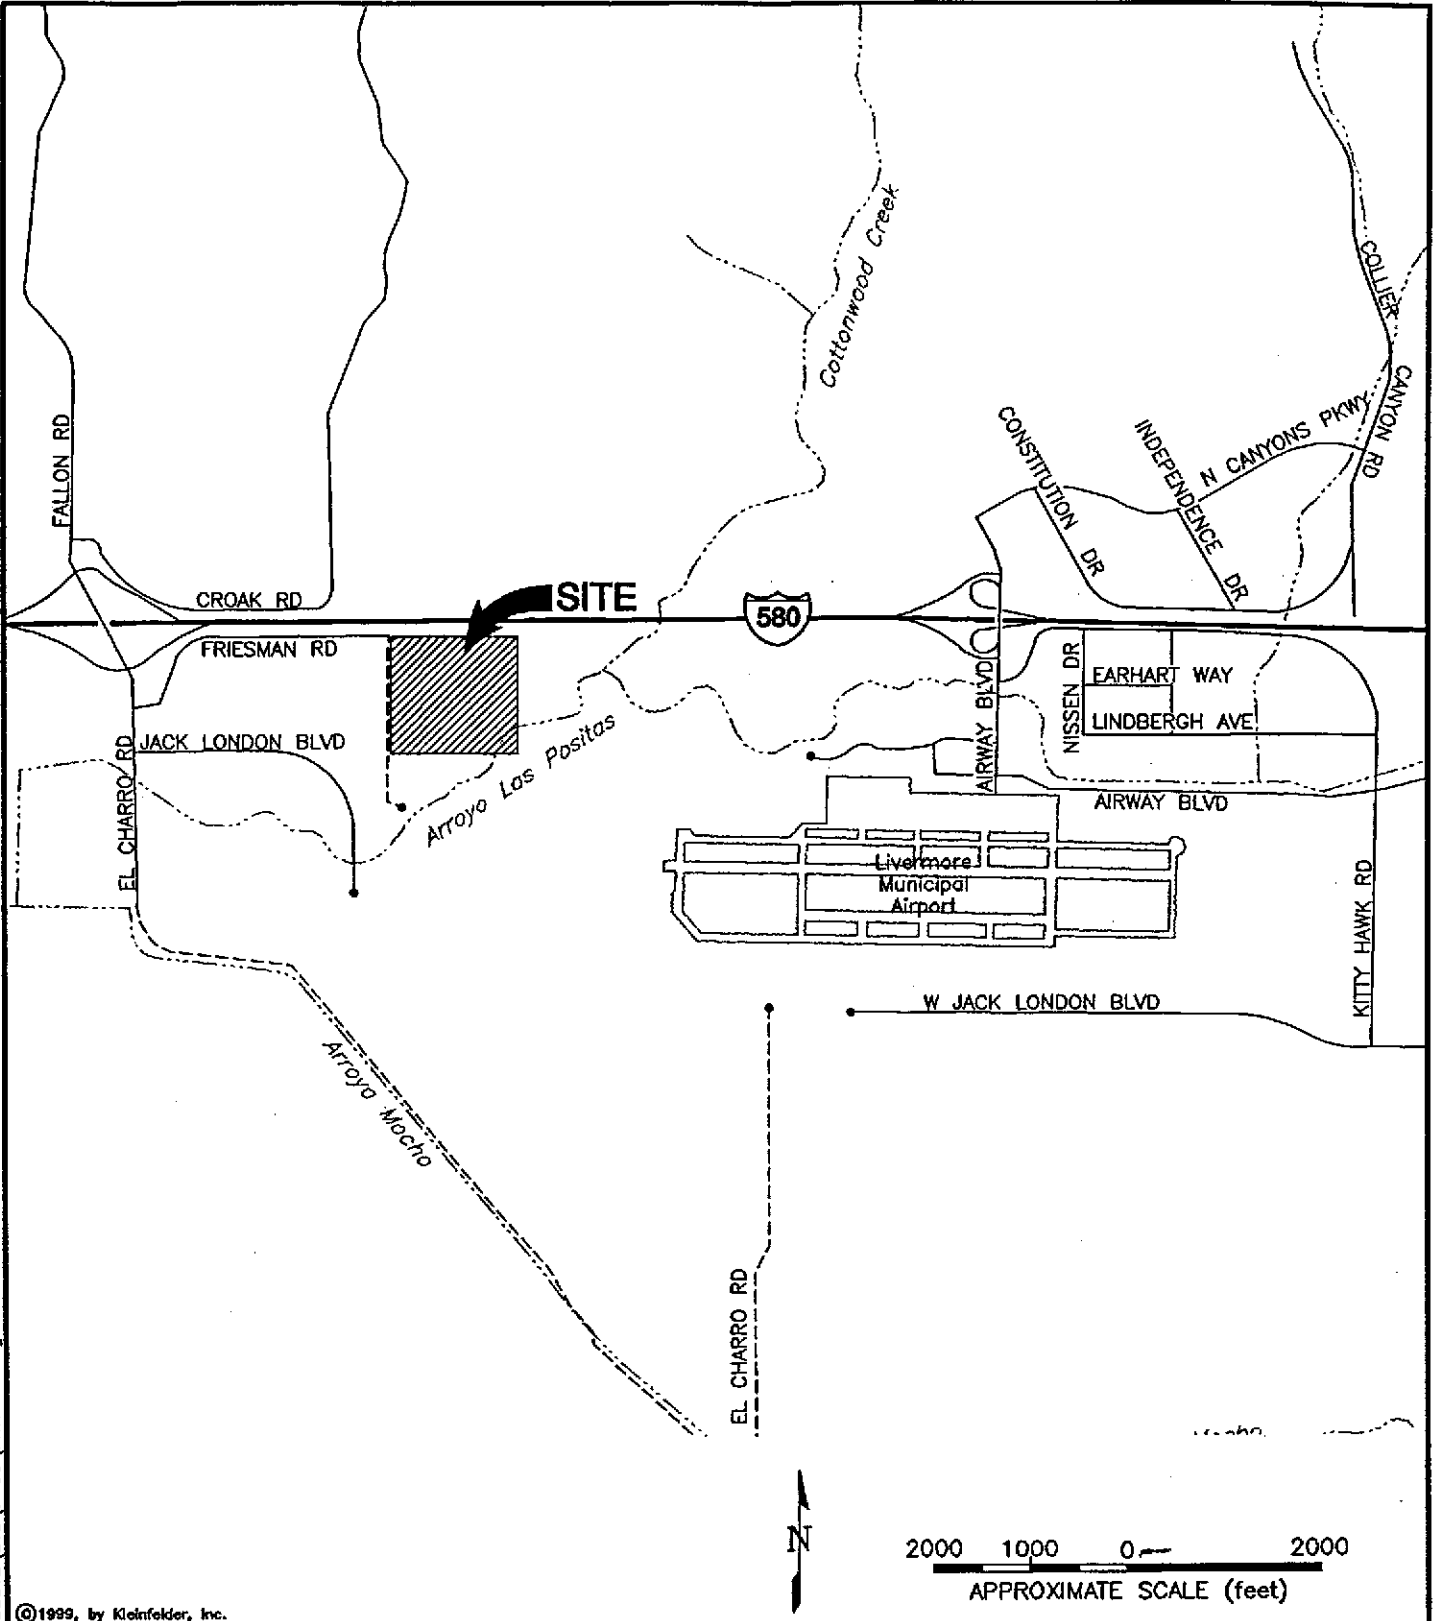 Cottonwood Creek
COLLIER
CANYON RD
FALLON RD
CONSTITUTION DR
INDEPENDENCE DR
N CANYONS PKWY
CROAK RD
SITE
580
FRIESMAN RD
NISSEN DR
EARHART WAY
AIRWAY BLVD
LINDBERGH AVE
EL CHARRO RD
JACK LONDON BLVD
Arroyo Las Positas
AIRWAY BLVD
Livermore
Municipal
Airport
KITTY HAWK RD
W JACK LONDON BLVD
Arroyo Mocho
EL CHARRO RD
Mocho
N
2000 1000 0 2000
APPROXIMATE SCALE (feet)
©1999, by Kleinfelder, Inc.